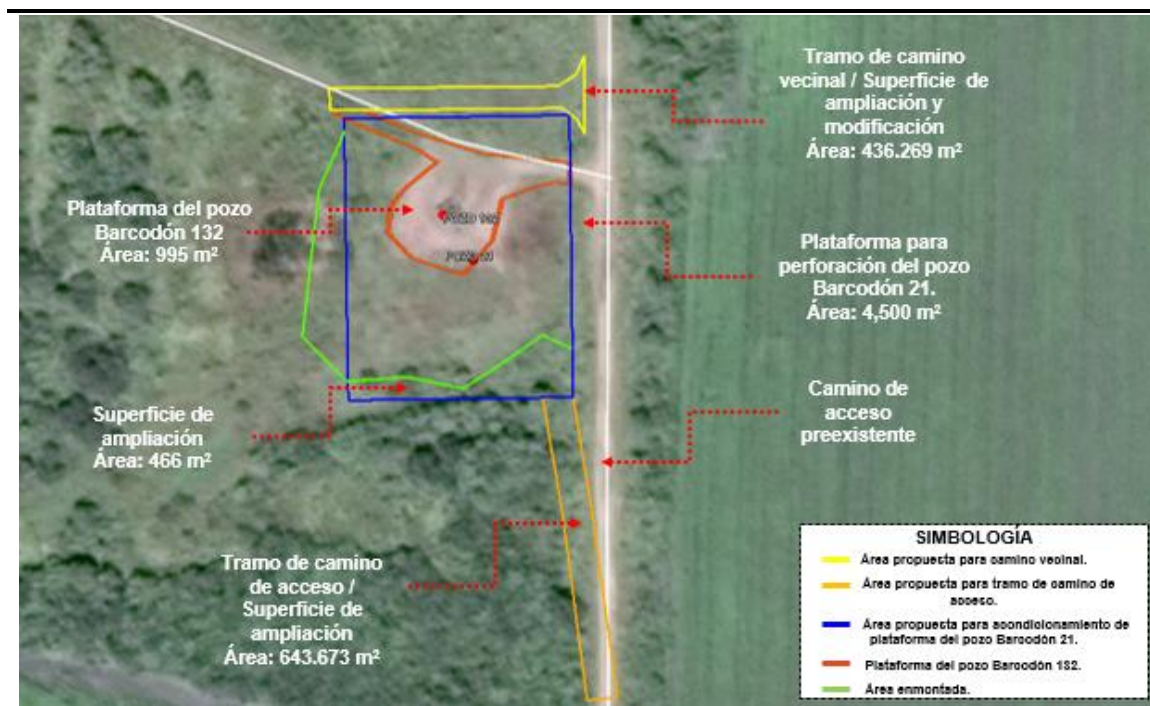 Tramo de camino
vecinal / Superficie de
ampliación y
modificación
Área: 436.269 m²
Plataforma del pozo
Barcodón 132
Área: 995 m²
POZO 132
Plataforma para
perforación del pozo
Barcodón 21.
Área: 4,500 m²
Camino de
acceso
preexistente
Superficie de
ampliación
Área: 466 m²
Tramo de camino
de acceso /
Superficie de
ampliación
Área: 643.673 m²
SIMBOLOGÍA
Área propuesta para camino vecinal.
Área propuesta para tramo de camino de
acceso.
Área propuesta para acondicionamiento de
plataforma del pozo Barcodón 21.
Plataforma del pozo Barcodón 132.
Área enmontada.